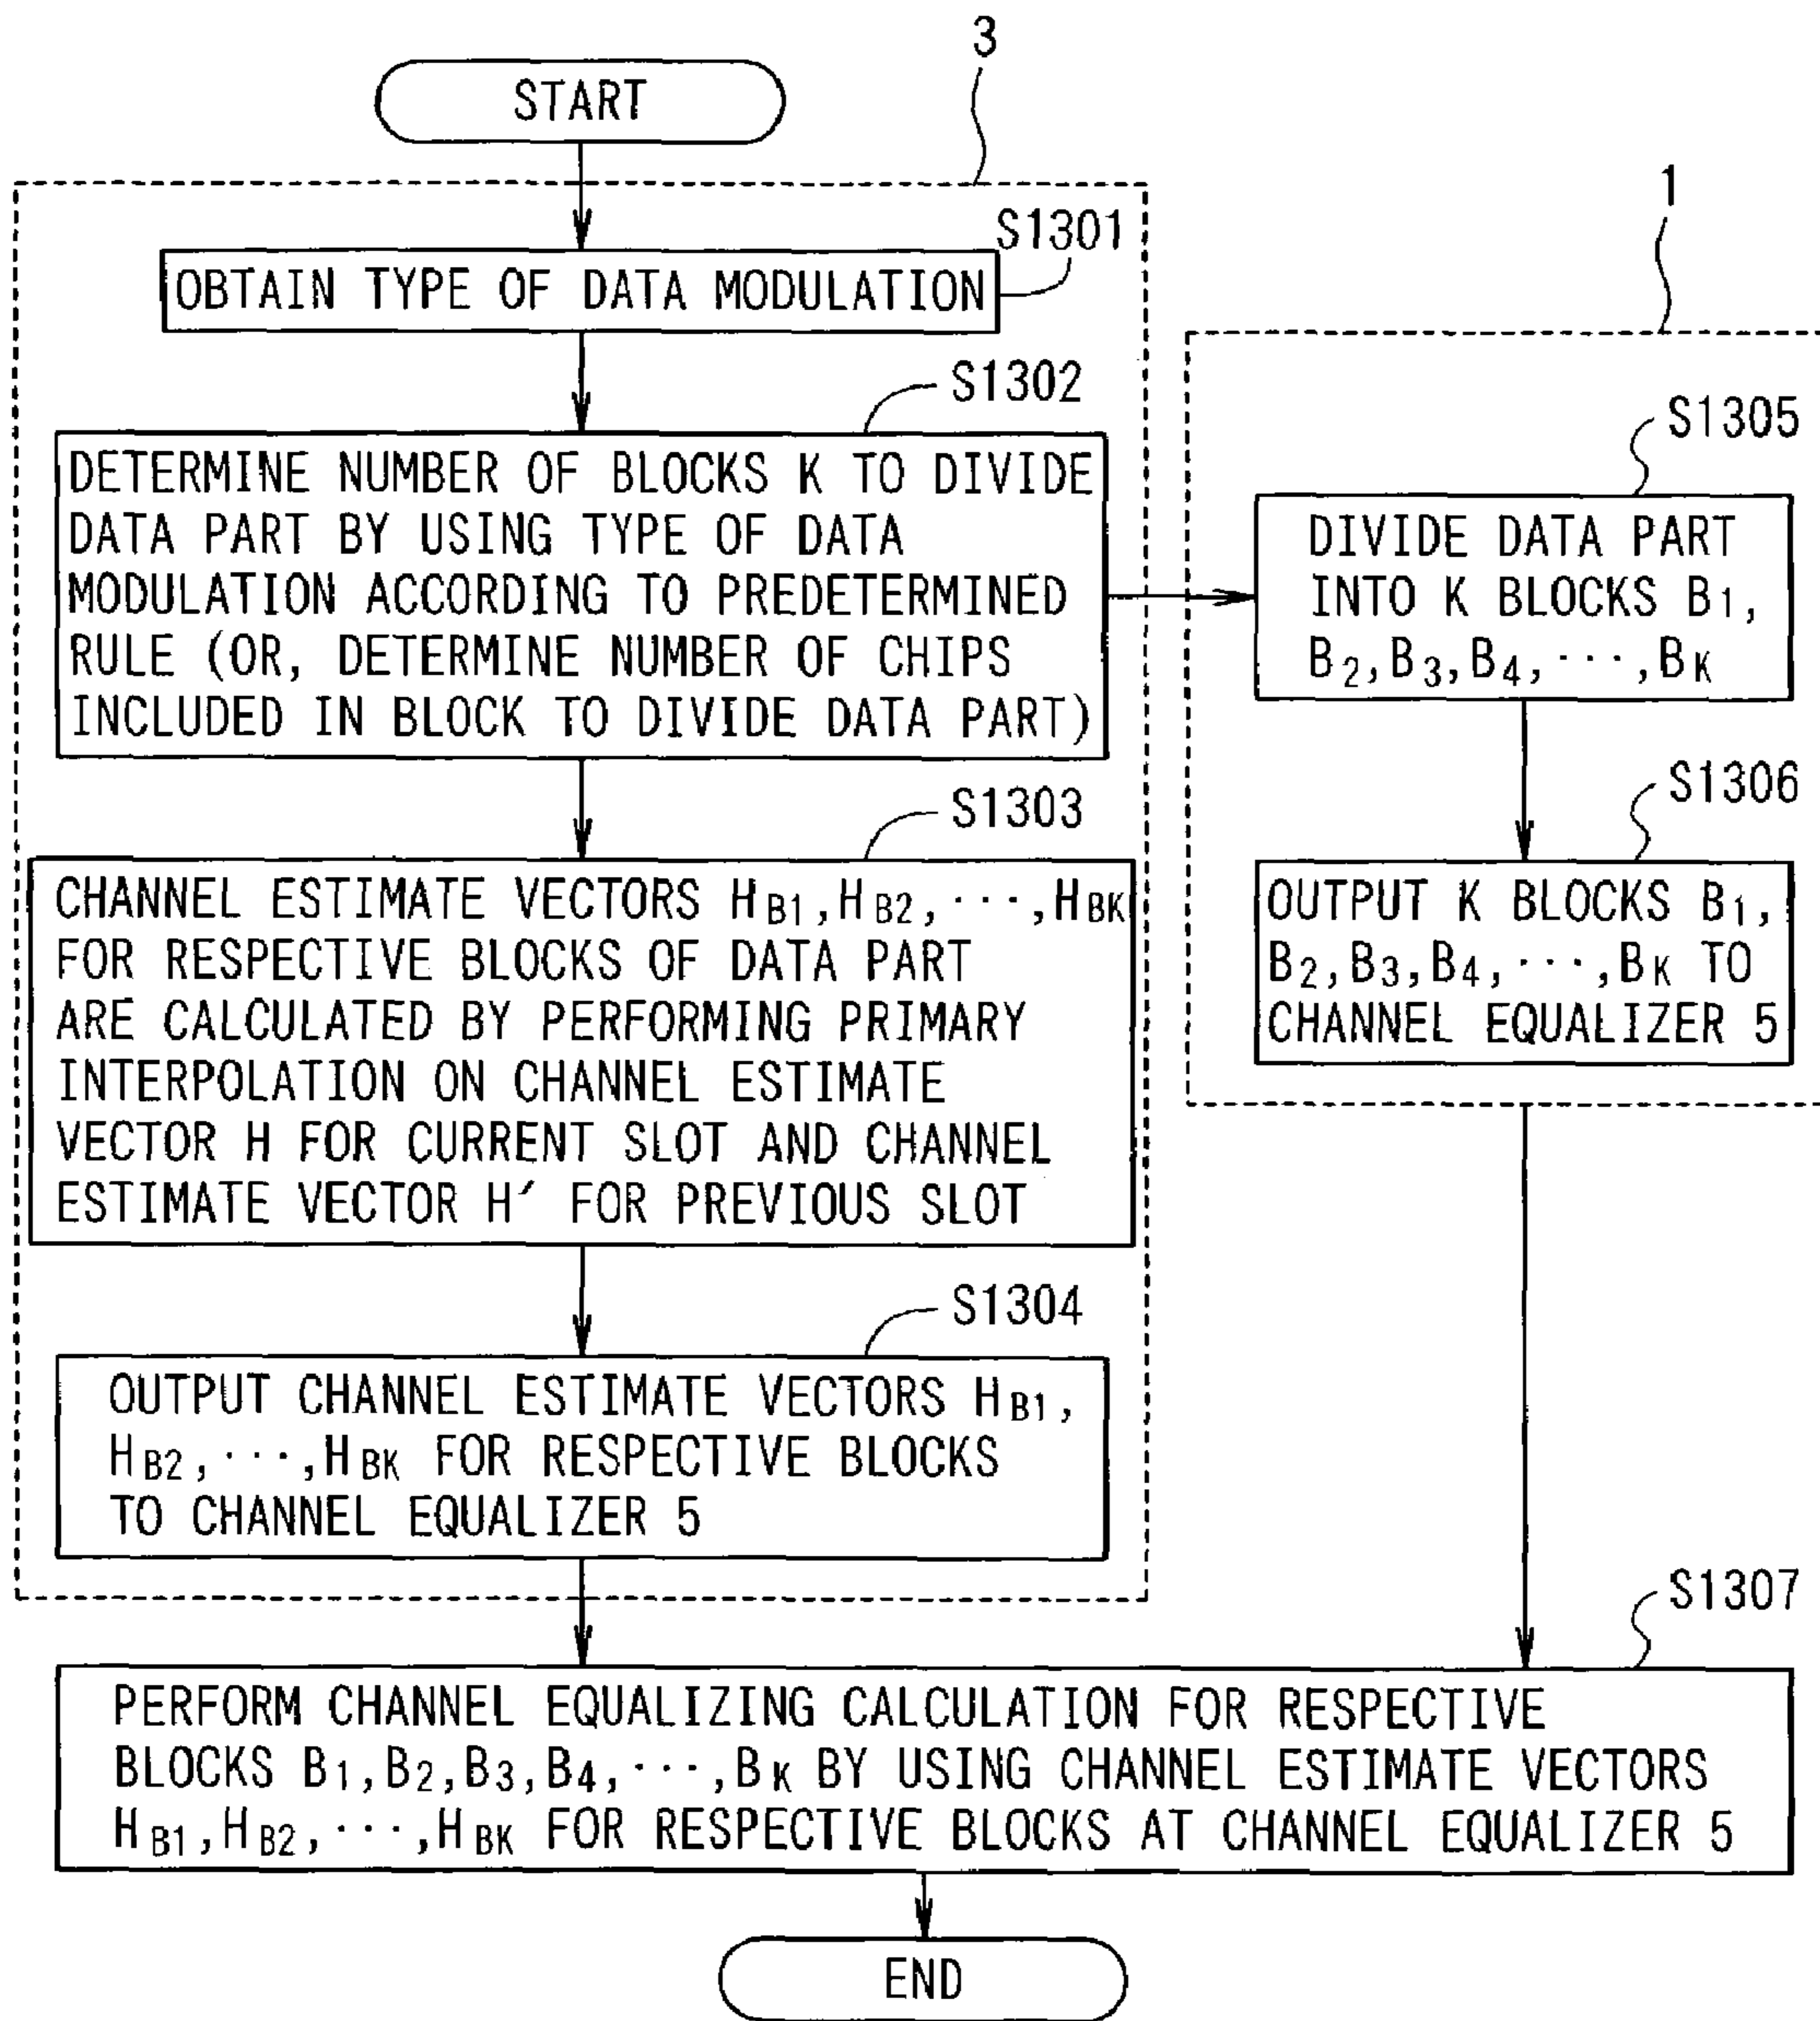 3
START
1
S1301
OBTAIN TYPE OF DATA MODULATION
S1302
DETERMINE NUMBER OF BLOCKS K TO DIVIDE
DATA PART BY USING TYPE OF DATA
MODULATION ACCORDING TO PREDETERMINED
RULE (OR, DETERMINE NUMBER OF CHIPS
INCLUDED IN BLOCK TO DIVIDE DATA PART)
S1305
DIVIDE DATA PART
INTO K BLOCKS B1,
B2,B3,B4,···,BK
S1303
CHANNEL ESTIMATE VECTORS HB1,HB2,···,HBK
FOR RESPECTIVE BLOCKS OF DATA PART
ARE CALCULATED BY PERFORMING PRIMARY
INTERPOLATION ON CHANNEL ESTIMATE
VECTOR H FOR CURRENT SLOT AND CHANNEL
ESTIMATE VECTOR H′ FOR PREVIOUS SLOT
S1306
OUTPUT K BLOCKS B1,
B2,B3,B4,···,BK TO
CHANNEL EQUALIZER 5
S1304
OUTPUT CHANNEL ESTIMATE VECTORS HB1,
HB2,···,HBK FOR RESPECTIVE BLOCKS
TO CHANNEL EQUALIZER 5
S1307
PERFORM CHANNEL EQUALIZING CALCULATION FOR RESPECTIVE
BLOCKS B1,B2,B3,B4,···,BK BY USING CHANNEL ESTIMATE VECTORS
HB1,HB2,···,HBK FOR RESPECTIVE BLOCKS AT CHANNEL EQUALIZER 5
END